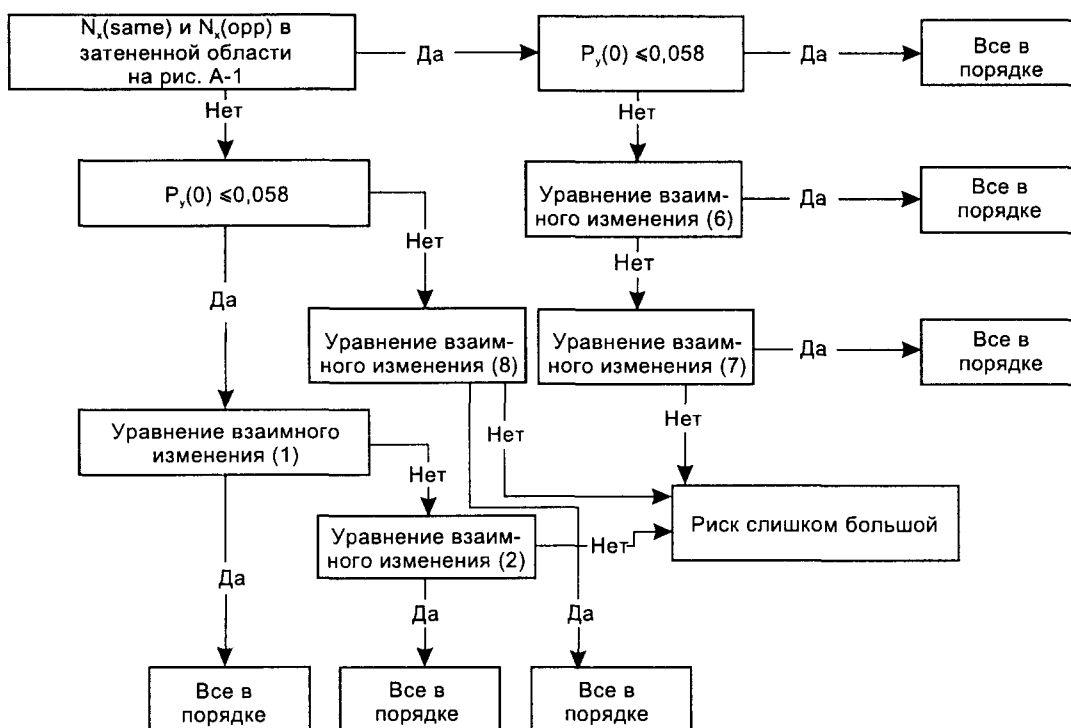 Nₓ(same) и Nₓ(opp) в
затененной области
на рис. А-1
Да
Pᵧ(0) ≤0,058
Да
Все в
порядке
Нет
Нет
Pᵧ(0) ≤0,058
Уравнение взаим-
ного изменения (6)
Да
Все в
порядке
Нет
Нет
Да
Уравнение взаим-
ного изменения (8)
Уравнение взаим-
ного изменения (7)
Да
Все в
порядке
Уравнение взаимного
изменения (1)
Нет
Нет
Нет
Риск слишком большой
Уравнение взаим-
ного изменения (2)
Нет
Да
Да
Да
Все в
порядке
Все в
порядке
Все в
порядке